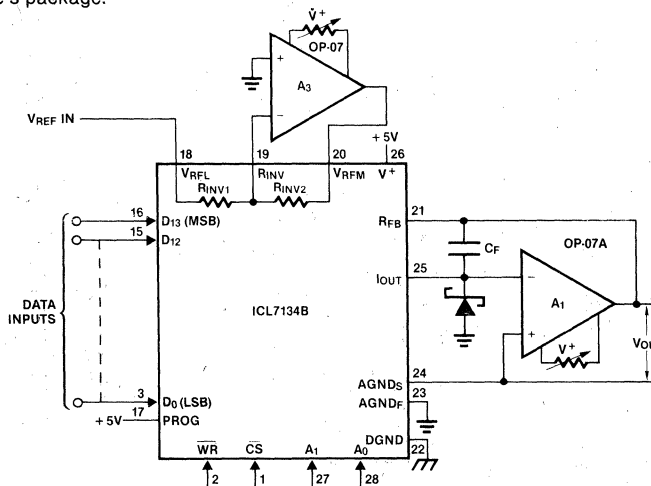 e's package.
V+
OP-07
+
A3
−
VREF IN
+5V
18 19 20 26
VRFL RINV VRFM V+
RINV1 RINV2
16 D13 (MSB)
15 D12
RFB 21
CF
OP-07A
IOUT 25
−
A1
+
V+
DATA
INPUTS
ICL7134B
VOU
24
AGNDS
23
AGNDF
3 D0 (LSB)
+5V 17 PROG
DGND
22
WR CS A1 A0
2 1 27 28